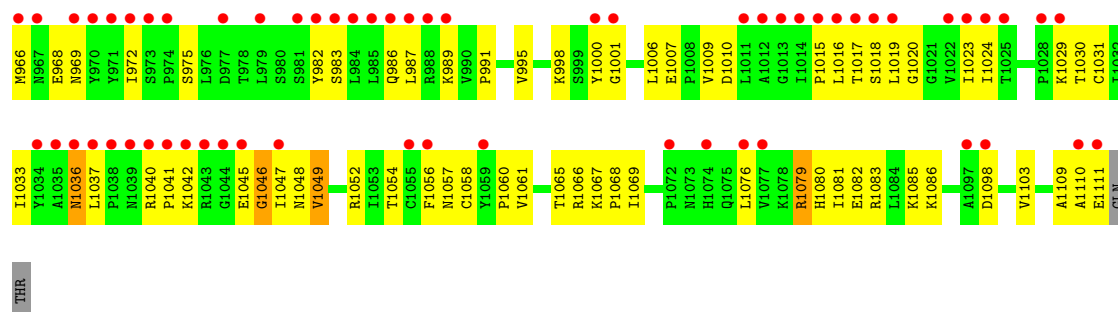 M966 N967 E968 N969 Y970 Y971 I972 S973 P974 S975 L976 D977 T978 L979 S980 S981 Y982 S983 L984 L985 Q986 L987 R988 K989 V990 P991 V995 K998 S999 Y1000 G1001 L1006 E1007 P1008 V1009 D1010 L1011 A1012 G1013 I1014 P1015 L1016 T1017 S1018 L1019 G1020 G1021 V1022 I1023 I1024 T1025 P1028 K1029 T1030 C1031 I1032
I1033 Y1034 A1035 N1036 L1037 P1038 N1039 R1040 P1041 K1042 R1043 G1044 E1045 G1046 I1047 N1048 V1049 R1052 I1053 T1054 C1055 F1056 N1057 C1058 Y1059 P1060 V1061 T1065 R1066 K1067 P1068 I1069 P1072 N1073 H1074 Q1075 L1076 V1077 K1078 R1079 H1080 I1081 E1082 R1083 L1084 K1085 K1086 A1097 D1098 V1103 A1109 A1110 E1111 GLN
THR